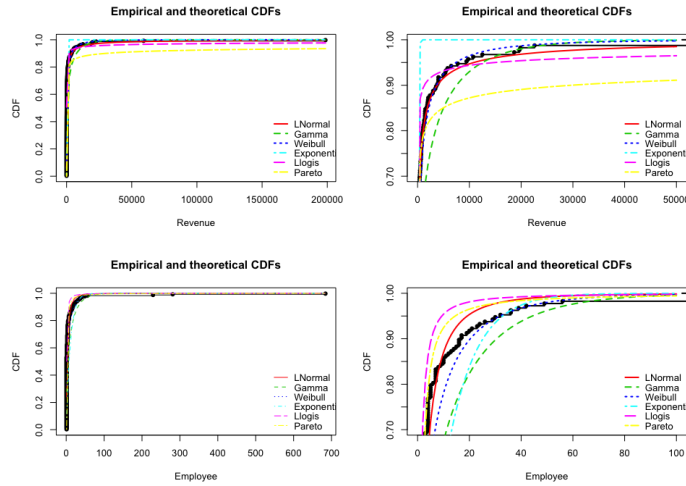 Empirical and theoretical CDFs
CDF
1.0
0.8
0.6
0.4
0.2
0.0
LNormal
Gamma
Weibull
Exponent
Llogis
Pareto
0 50000 100000 150000 200000
Revenue
Empirical and theoretical CDFs
CDF
1.00
0.90
0.80
0.70
LNormal
Gamma
Weibull
Exponent
Llogis
Pareto
0 10000 20000 30000 40000 50000
Revenue
Empirical and theoretical CDFs
CDF
1.0
0.8
0.6
0.4
0.2
0.0
LNormal
Gamma
Weibull
Exponent
Llogis
Pareto
0 100 200 300 400 500 600 700
Employee
Empirical and theoretical CDFs
CDF
1.00
0.90
0.80
0.70
LNormal
Gamma
Weibull
Exponent
Llogis
Pareto
0 20 40 60 80 100
Employee